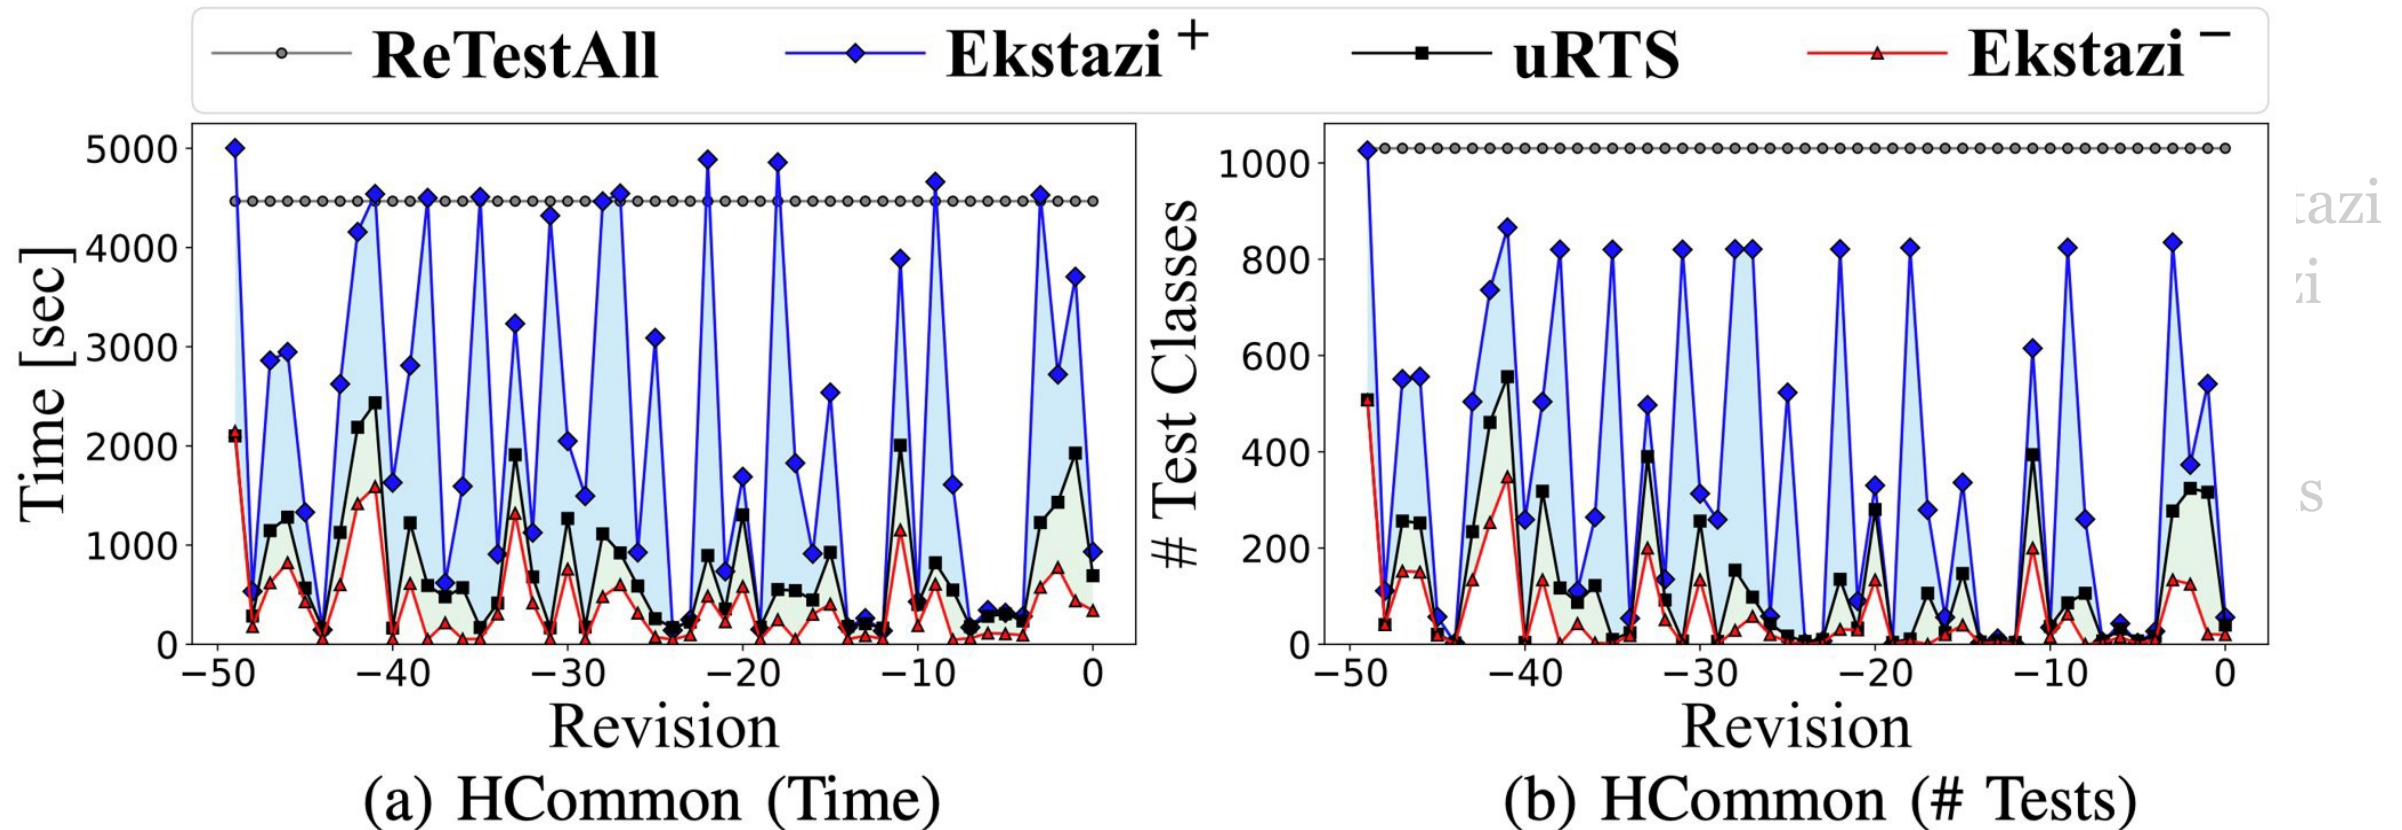 ReTestAll Ekstazi+ uRTS Ekstazi−
5000
4000
3000
2000
1000
0
Time [sec]
−50 −40 −30 −20 −10 0
Revision
(a) HCommon (Time)
1000
800
600
400
200
0
# Test Classes
−50 −40 −30 −20 −10 0
Revision
(b) HCommon (# Tests)
tazi
zi
s